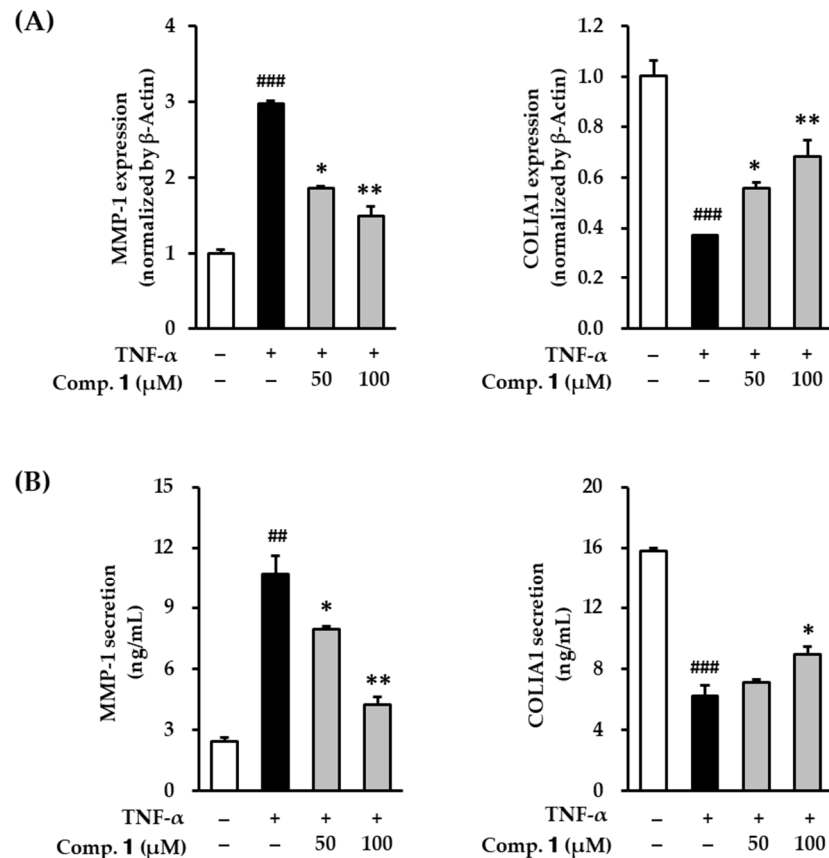 (A)
MMP-1 expression
(normalized by β-Actin)
4
3
2
1
0
###
*
**
TNF-α – + + +
Comp. 1 (μM) – – 50 100
COLIA1 expression
(normalized by β-Actin)
1.2
1.0
0.8
0.6
0.4
0.2
0.0
###
*
**
TNF-α – + + +
Comp. 1 (μM) – – 50 100
(B)
MMP-1 secretion
(ng/mL)
15
12
9
6
3
0
##
*
**
TNF-α – + + +
Comp. 1 (μM) – – 50 100
COLIA1 secretion
(ng/mL)
20
16
12
8
4
0
###
*
TNF-α – + + +
Comp. 1 (μM) – – 50 100